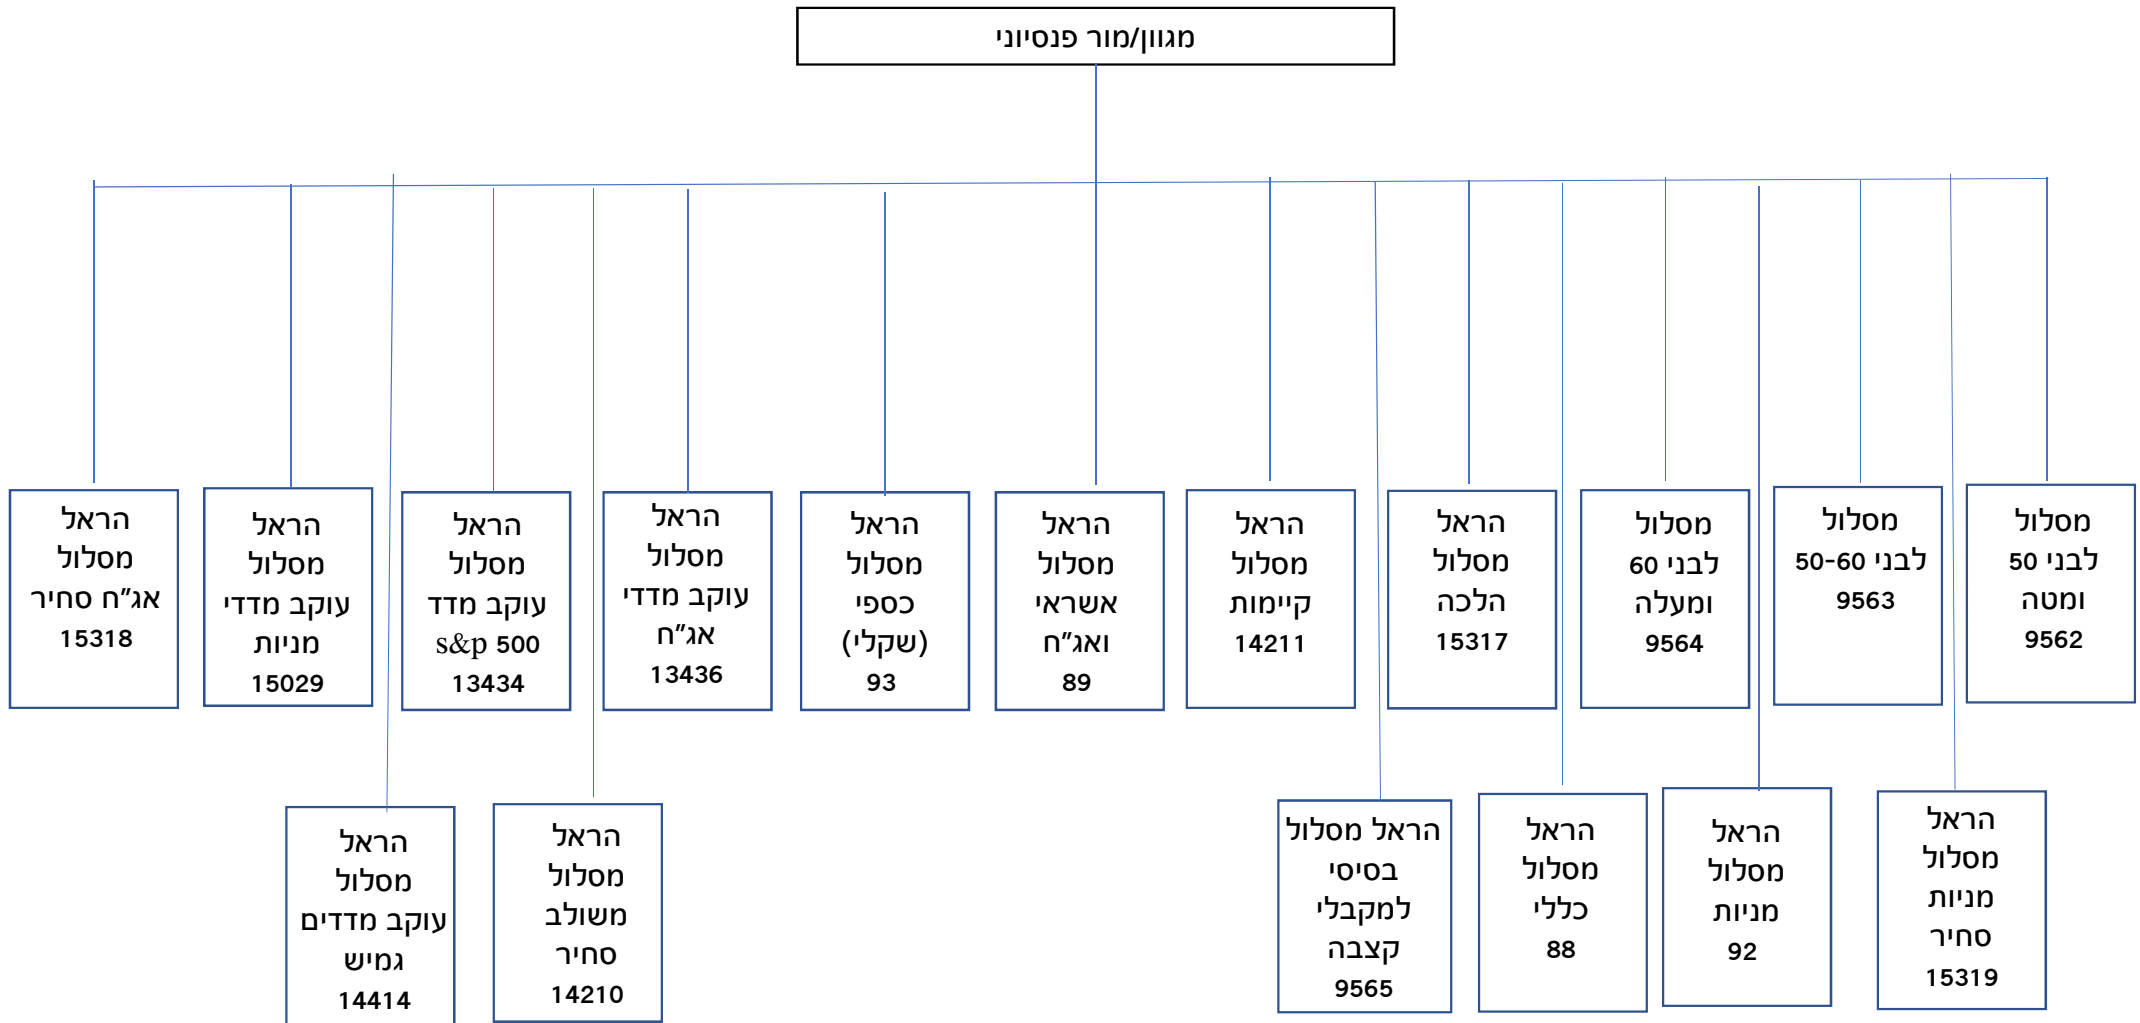 מגוון/מור פנסיוני
מסלול
לבני 50
ומטה
9562
מסלול
לבני 50-60
9563
מסלול
לבני 60
ומעלה
9564
הראל
מסלול
הלכה
15317
הראל
מסלול
קיימות
14211
הראל
מסלול
אשראי
ואג"ח
89
הראל
מסלול
כספי
(שקלי)
93
הראל
מסלול
עוקב מדדי
אג"ח
13436
הראל
מסלול
עוקב מדד
s&p 500
13434
הראל
מסלול
עוקב מדדי
מניות
15029
הראל
מסלול
אג"ח סחיר
15318
הראל
מסלול
מניות
סחיר
15319
הראל
מסלול
מניות
92
הראל
מסלול
כללי
88
הראל מסלול
בסיסי
למקבלי
קצבה
9565
הראל
מסלול
משולב
סחיר
14210
הראל
מסלול
עוקב מדדים
גמיש
14414